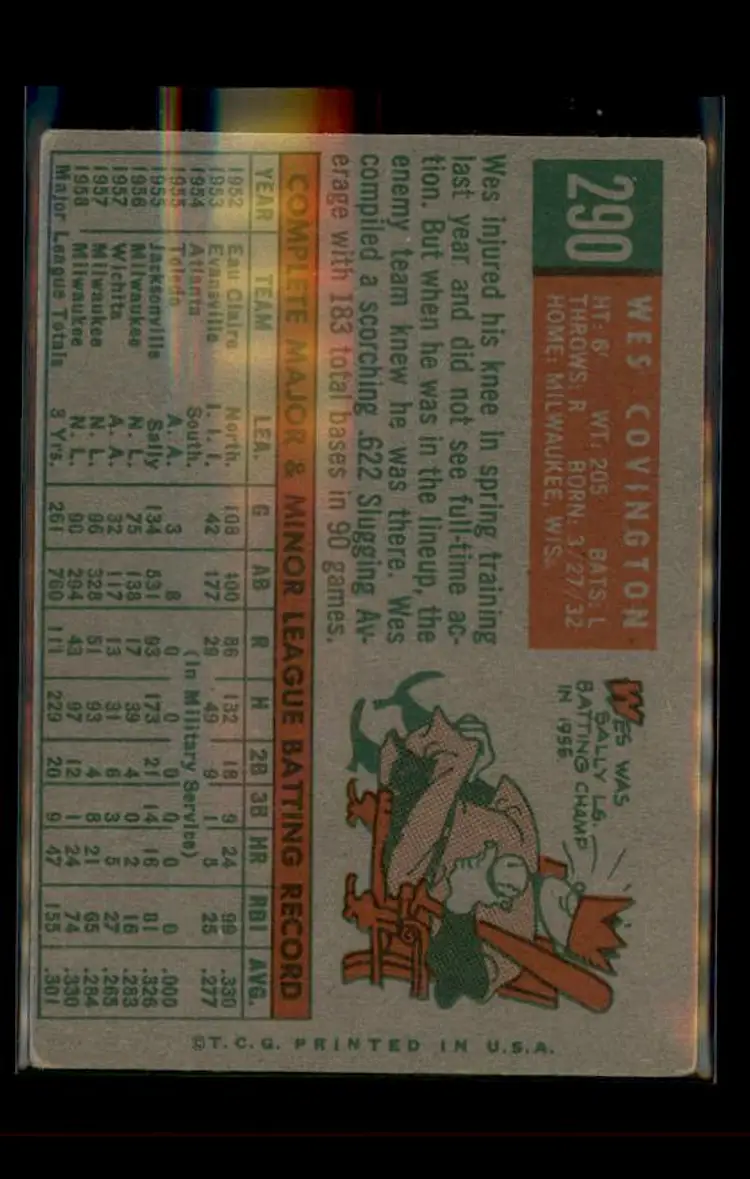 290
WES COVINGTON
HT: 6' WT. 205 BATS: L
THROWS: R BORN: 3/27/32
HOME: MILWAUKEE, WIS.
Wes injured his knee in spring training
last year and did not see full-time ac-
tion. But when he was in the lineup, the
enemy team knew he was there. Wes
compiled a scorching .622 Slugging Av-
erage with 183 total bases in 90 games.
WES WAS
SALLY LG.
BATTING CHAMP
IN 1955
COMPLETE MAJOR & MINOR LEAGUE BATTING RECORD
YEAR TEAM LEA. G AB R H 2B 3B HR RBI AVG.
1952 Eau Claire North. 108 400 86 132 18 9 24 99 .330
1953 Evansville I. I. I. 42 177 29 49 9 1 8 25 .277
1954 Atlanta South. (In Military Service)
1955 Toledo A. A. 3 8 0 0 0 0 0 0 .000
1955 Jacksonville Sally 134 531 93 173 21 14 16 81 .326
1956 Milwaukee N. L. 75 138 17 39 4 0 2 16 .283
1957 Wichita A. A. 32 117 13 31 6 3 5 27 .265
1957 Milwaukee N. L. 96 328 51 93 4 8 21 65 .284
1958 Milwaukee N. L. 90 294 43 97 12 1 24 74 .330
Major League Totals 3 Yrs. 261 760 111 229 20 9 47 155 .301
©T.C.G. PRINTED IN U.S.A.